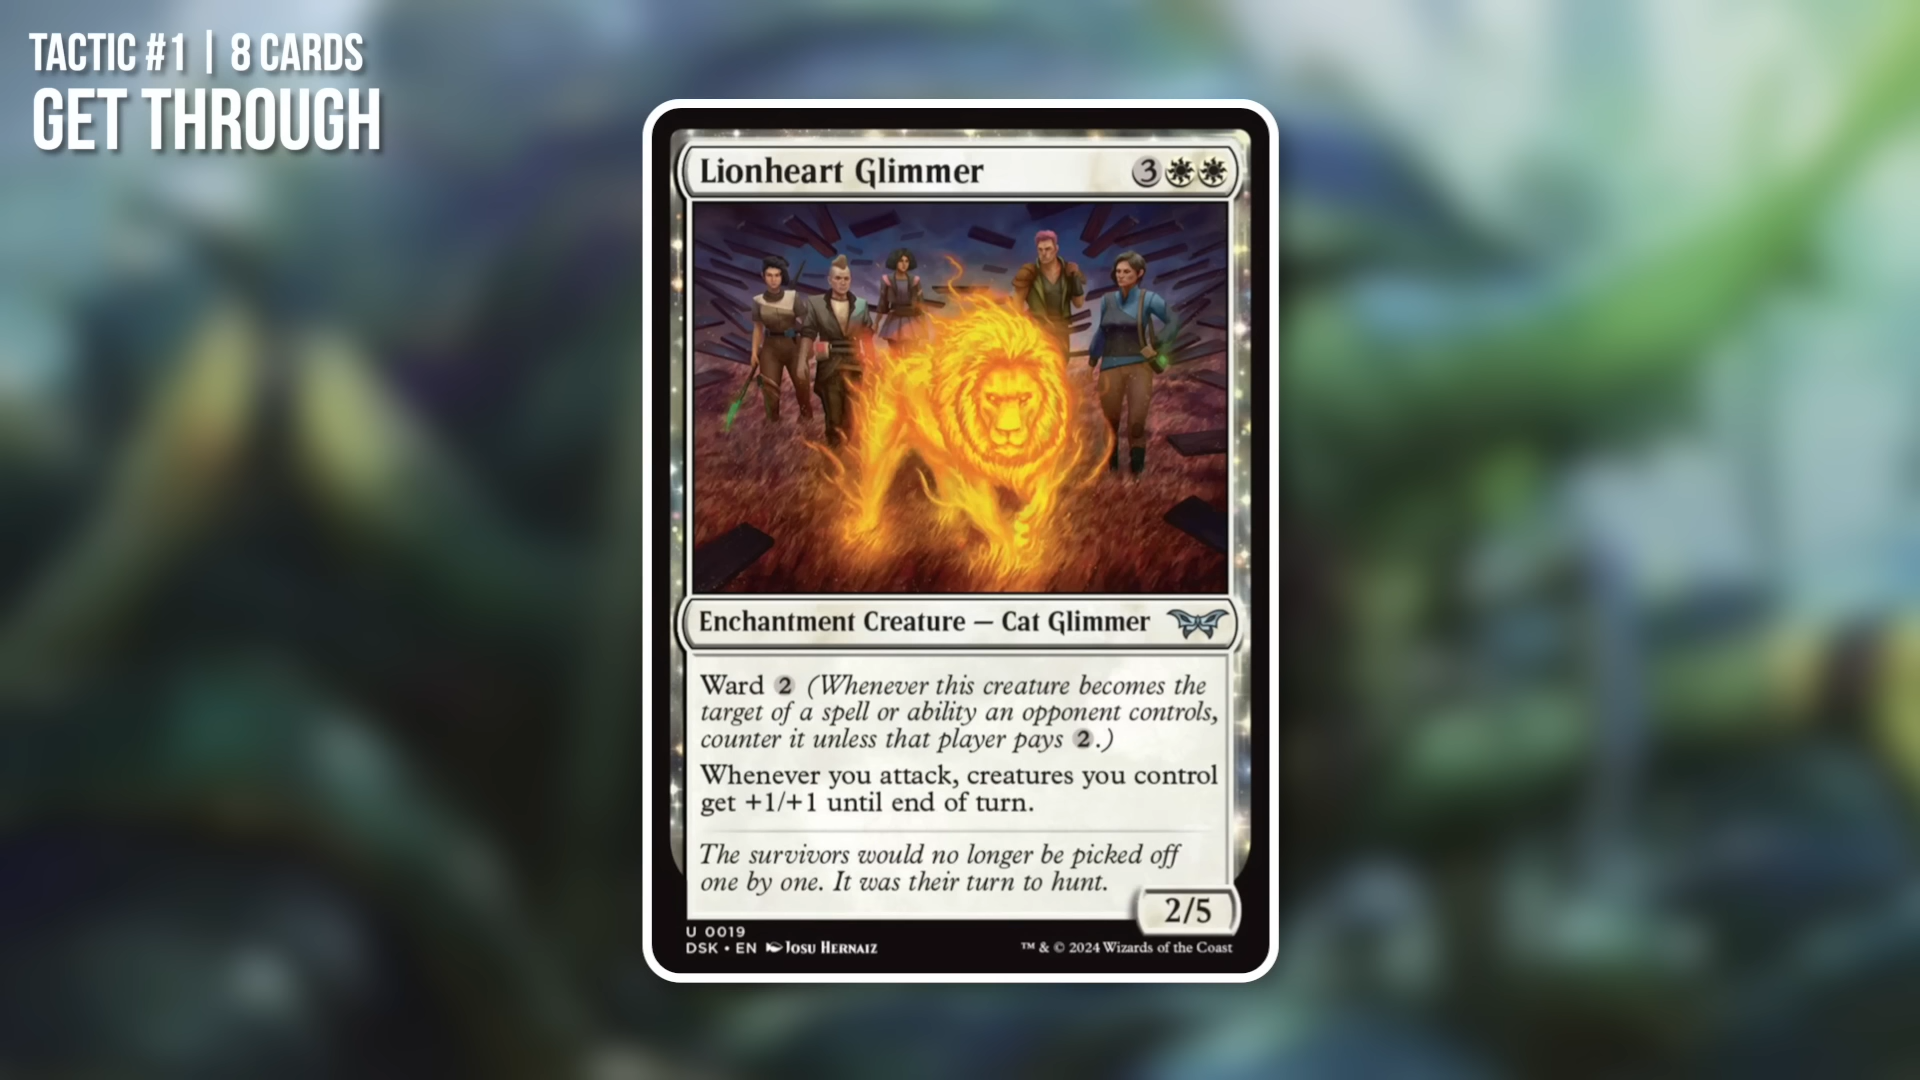 TACTIC #1 | 8 CARDS
GET THROUGH
Lionheart Glimmer 3
Enchantment Creature — Cat Glimmer
Ward 2 (Whenever this creature becomes the
target of a spell or ability an opponent controls,
counter it unless that player pays 2.)
Whenever you attack, creatures you control
get +1/+1 until end of turn.
The survivors would no longer be picked off
one by one. It was their turn to hunt.
2/5
U 0019
DSK • EN Josu Hernaiz
™ & © 2024 Wizards of the Coast